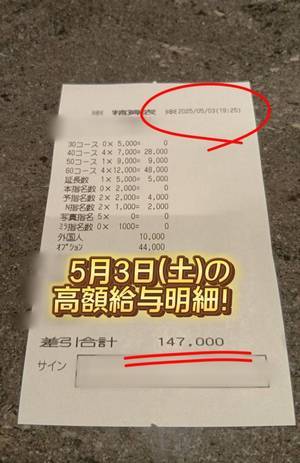 精算表 2025/05/03(19:25)
30コース 0× 5,000= 0
40コース 4× 7,000= 28,000
50コース 1× 9,000= 9,000
60コース 4× 12,000= 48,000
延長数 1× 5,000= 5,000
本指名数 0× 2,000= 0
予指名数 2× 2,000= 4,000
N指名数 2× 1,000= 2,000
写真指名 5× 0= 0
ﾐﾗ指名数 0× 1000= 0
外国人 10,000
ｵﾌﾟｼｮﾝ 44,000
5月3日(土)の
高額給与明細!
差引合計 147,000
サイン